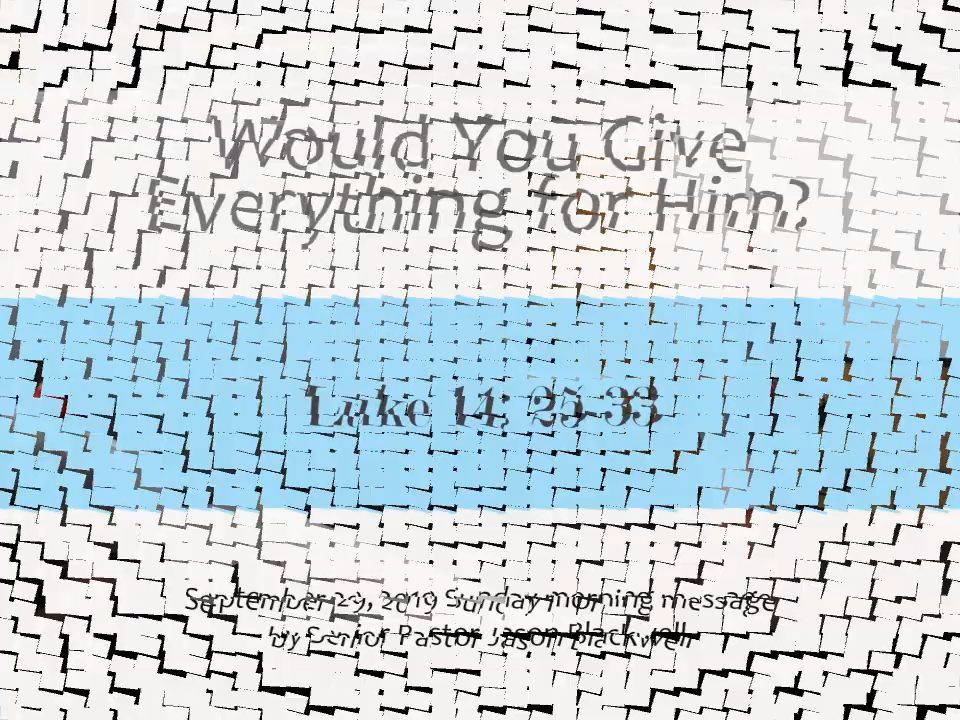 Would You Give
Everything for Him?
Luke 14: 25-33
September 29, 2019 Sunday morning message
by Senior Pastor Jason Blackwell